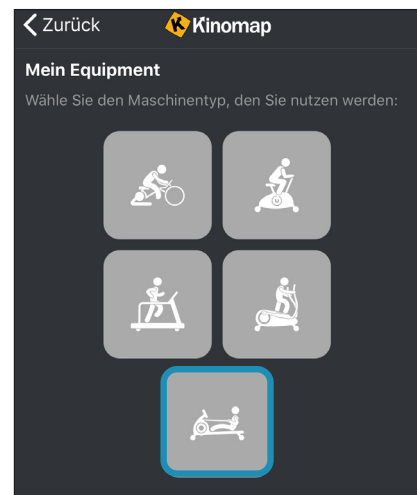 Zurück
Kinomap
Mein Equipment
Wähle Sie den Maschinentyp, den Sie nutzen werden: